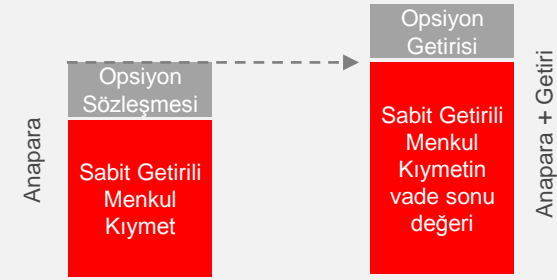 Anapara
Opsiyon
Sözleşmesi
Sabit Getirili
Menkul
Kıymet
Opsiyon
Getirisi
Sabit Getirili
Menkul
Kıymetin
vade sonu
değeri
Anapara + Getiri